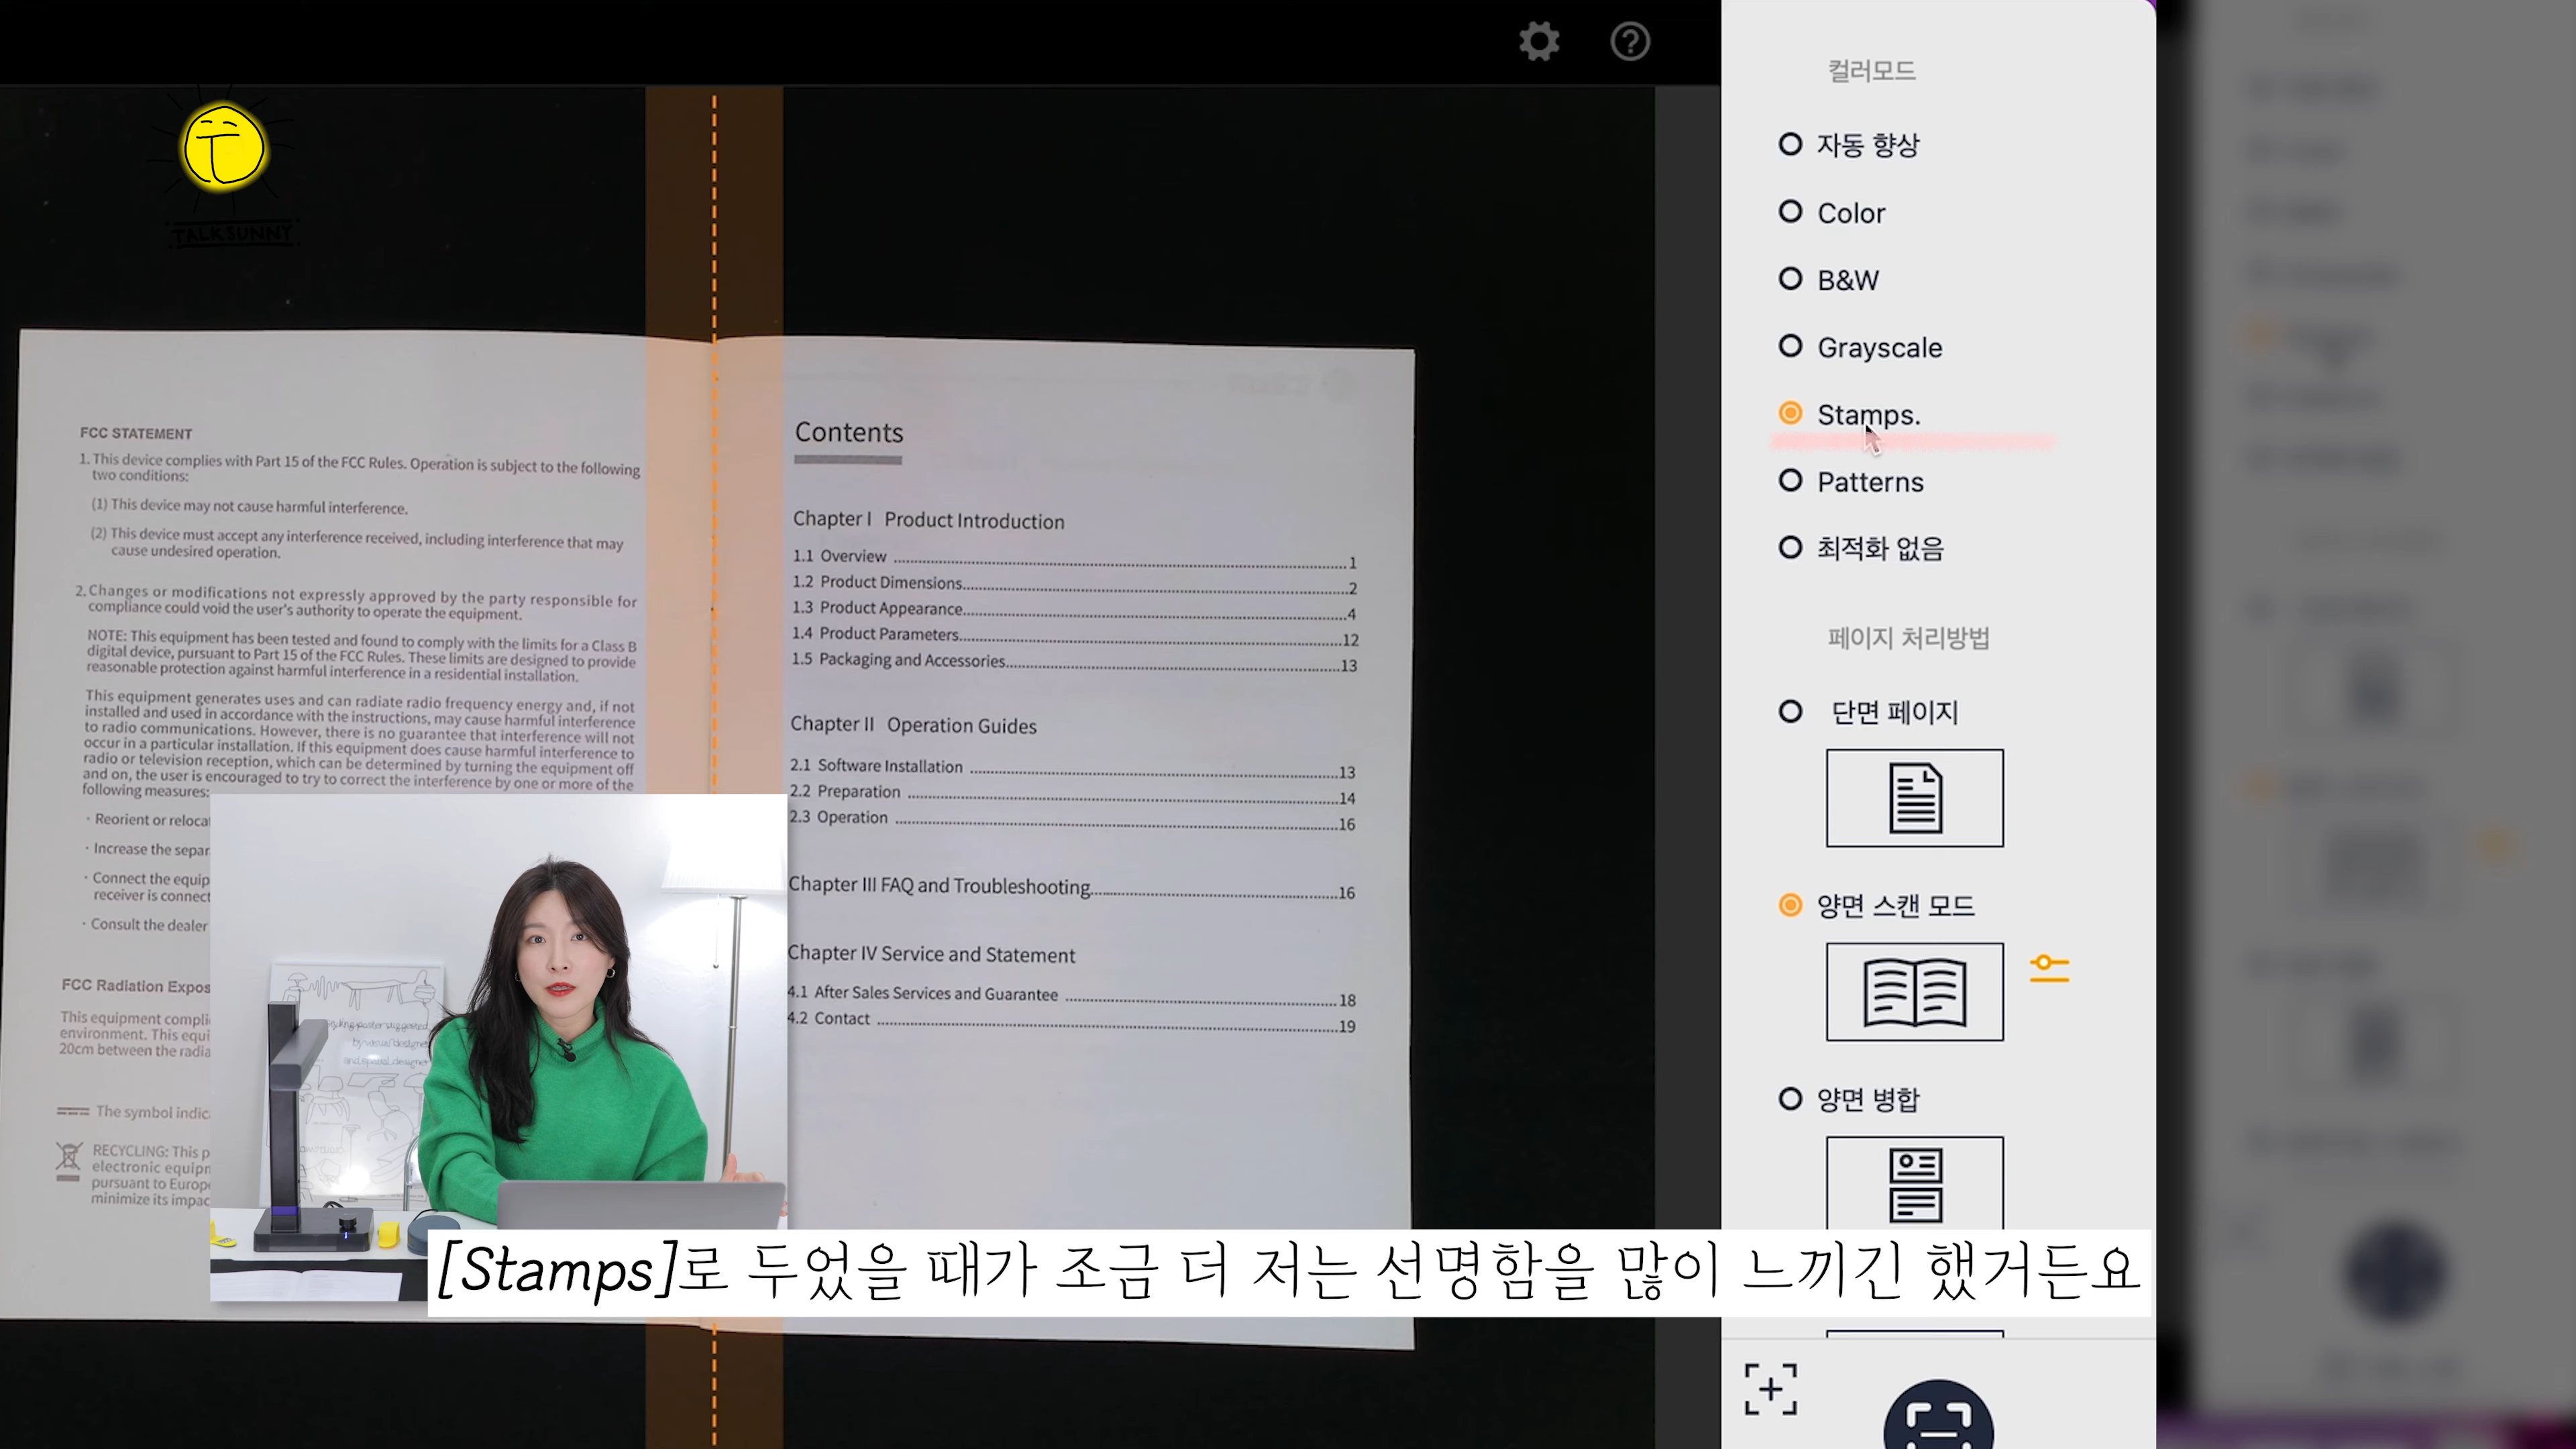 T
TALKSUNNY
FCC STATEMENT
1. This device complies with Part 15 of the FCC Rules. Operation is subject to the following
two conditions:
(1) This device may not cause harmful interference.
(2) This device must accept any interference received, including interference that may
cause undesired operation.
2. Changes or modifications not expressly approved by the party responsible for
compliance could void the user's authority to operate the equipment.
NOTE: This equipment has been tested and found to comply with the limits for a Class B
digital device, pursuant to Part 15 of the FCC Rules. These limits are designed to provide
reasonable protection against harmful interference in a residential installation.
This equipment generates uses and can radiate radio frequency energy and, if not
installed and used in accordance with the instructions, may cause harmful interference
to radio communications. However, there is no guarantee that interference will not
occur in a particular installation. If this equipment does cause harmful interference to
radio or television reception, which can be determined by turning the equipment off
and on, the user is encouraged to try to correct the interference by one or more of the
following measures:
· Reorient or reloca
· Increase the separ
· Connect the equip
receiver is connect
· Consult the dealer
FCC Radiation Expos
This equipment compli
environment. This equi
20cm between the radia
The symbol indic
RECYCLING: This p
electronic equipm
pursuant to Europ
minimize its impac
Contents
Chapter I Product Introduction
1.1 Overview ........ 1
1.2 Product Dimensions ........ 2
1.3 Product Appearance ........ 4
1.4 Product Parameters ........ 12
1.5 Packaging and Accessories ........ 13
Chapter II Operation Guides
2.1 Software Installation ........ 13
2.2 Preparation ........ 14
2.3 Operation ........ 16
Chapter III FAQ and Troubleshooting ........ 16
Chapter IV Service and Statement
4.1 After Sales Services and Guarantee ........ 18
4.2 Contact ........ 19
컬러모드
자동 향상
Color
B&W
Grayscale
Stamps.
Patterns
최적화 없음
페이지 처리방법
단면 페이지
양면 스캔 모드
양면 병합
[Stamps]로 두었을 때가 조금 더 저는 선명함을 많이 느끼긴 했거든요